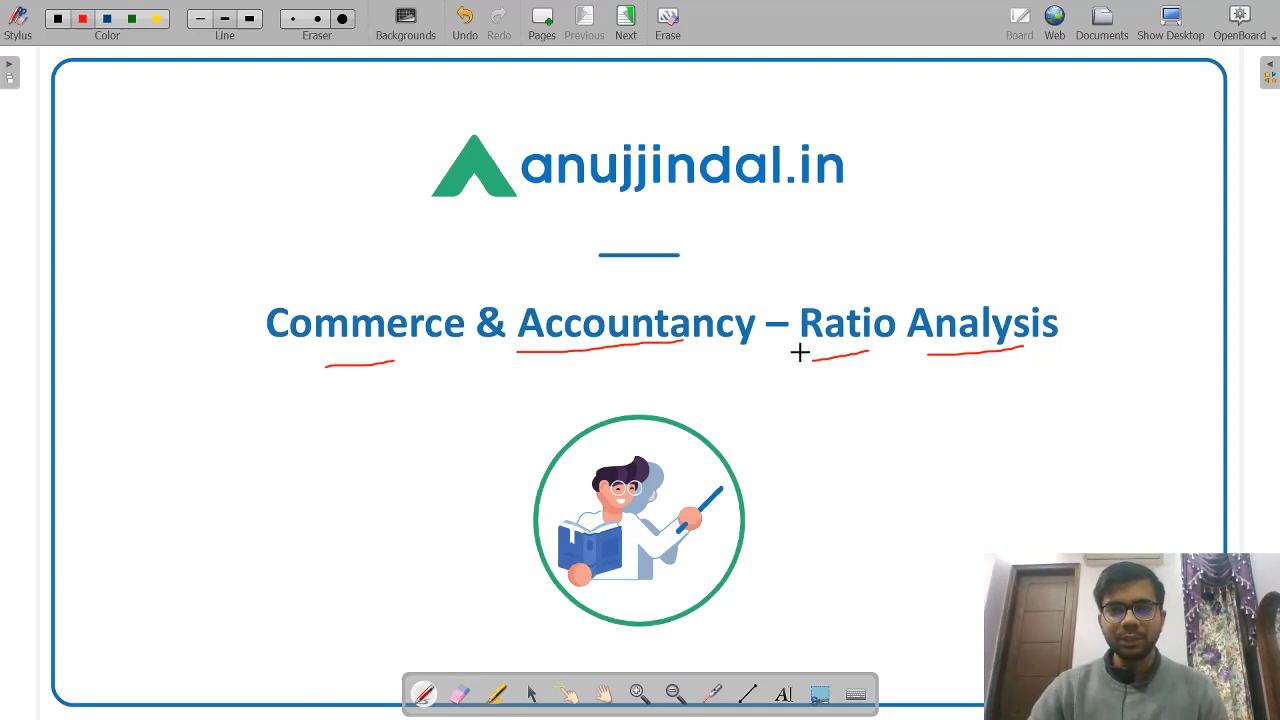 Stylus
Color
Line
Eraser
Backgrounds
Undo
Redo
Pages
Previous
Next
Erase
Board
Web
Documents
Show Desktop
OpenBoard
anujjindal.in
Commerce & Accountancy – Ratio Analysis